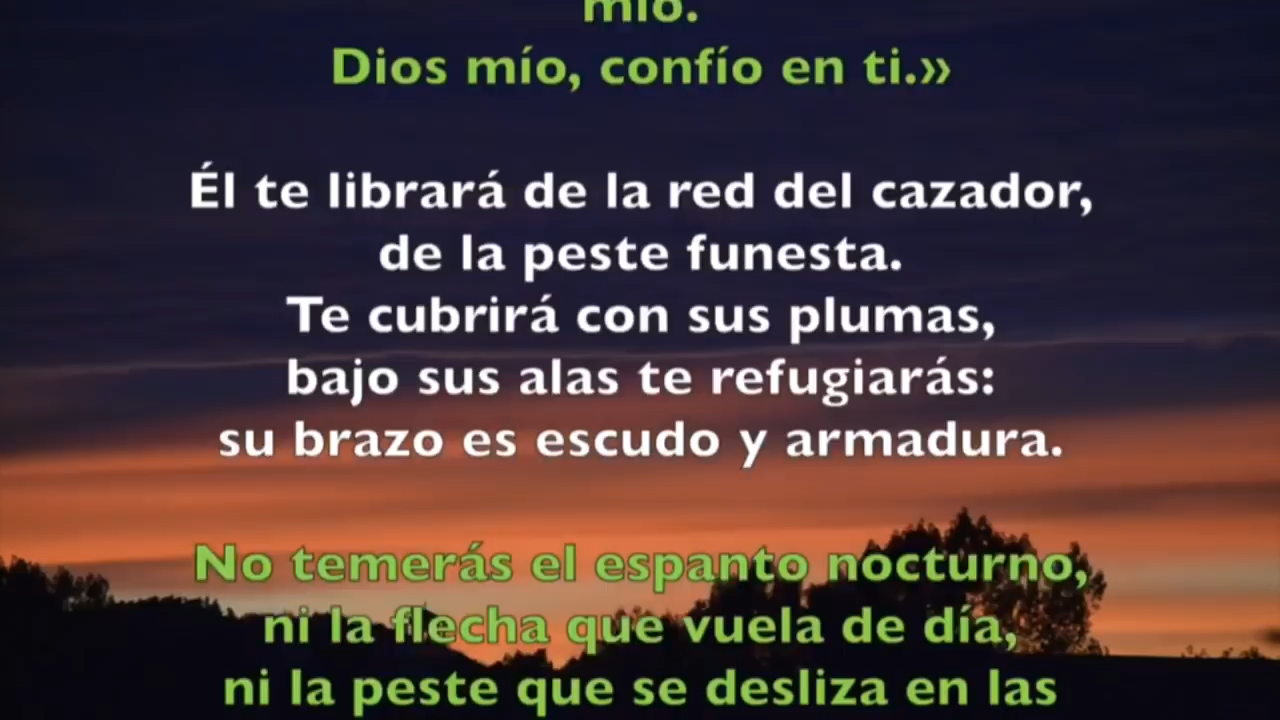 mío.
Dios mío, confío en ti.»
Él te librará de la red del cazador,
de la peste funesta.
Te cubrirá con sus plumas,
bajo sus alas te refugiarás:
su brazo es escudo y armadura.
No temerás el espanto nocturno,
ni la flecha que vuela de día,
ni la peste que se desliza en las